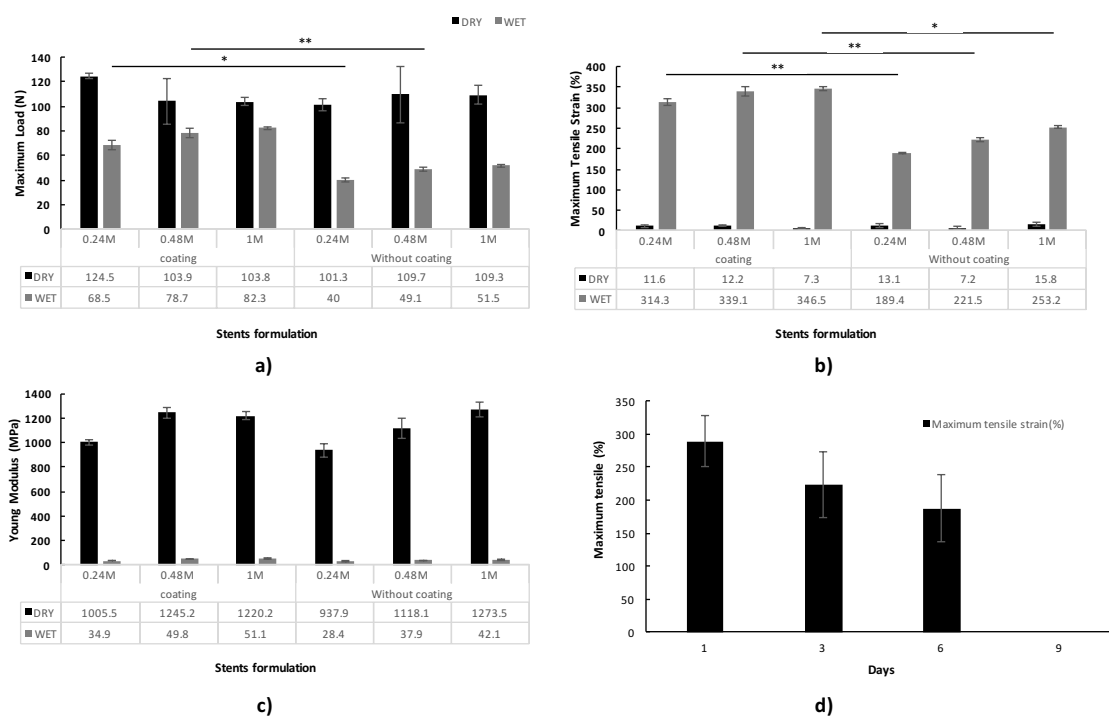 DRY WET
**
*
140
120
100
80
60
40
20
0
Maximum Load (N)
0.24M 0.48M 1M 0.24M 0.48M 1M
coating Without coating
DRY 124.5 103.9 103.8 101.3 109.7 109.3
WET 68.5 78.7 82.3 40 49.1 51.5
Stents formulation
a)
DRY WET
*
**
**
400
350
300
250
200
150
100
50
0
Maximum Tensile Strain (%)
0.24M 0.48M 1M 0.24M 0.48M 1M
coating Without coating
DRY 11.6 12.2 7.3 13.1 7.2 15.8
WET 314.3 339.1 346.5 189.4 221.5 253.2
Stents formulation
b)
1400
1200
1000
800
600
400
200
0
Young Modulus (MPa)
0.24M 0.48M 1M 0.24M 0.48M 1M
coating Without coating
DRY 1005.5 1245.2 1220.2 937.9 1118.1 1273.5
WET 34.9 49.8 51.1 28.4 37.9 42.1
Stents formulation
c)
350
300
250
200
150
100
50
0
Maximum tensile (%)
Maximum tensile strain(%)
1 3 6 9
Days
d)